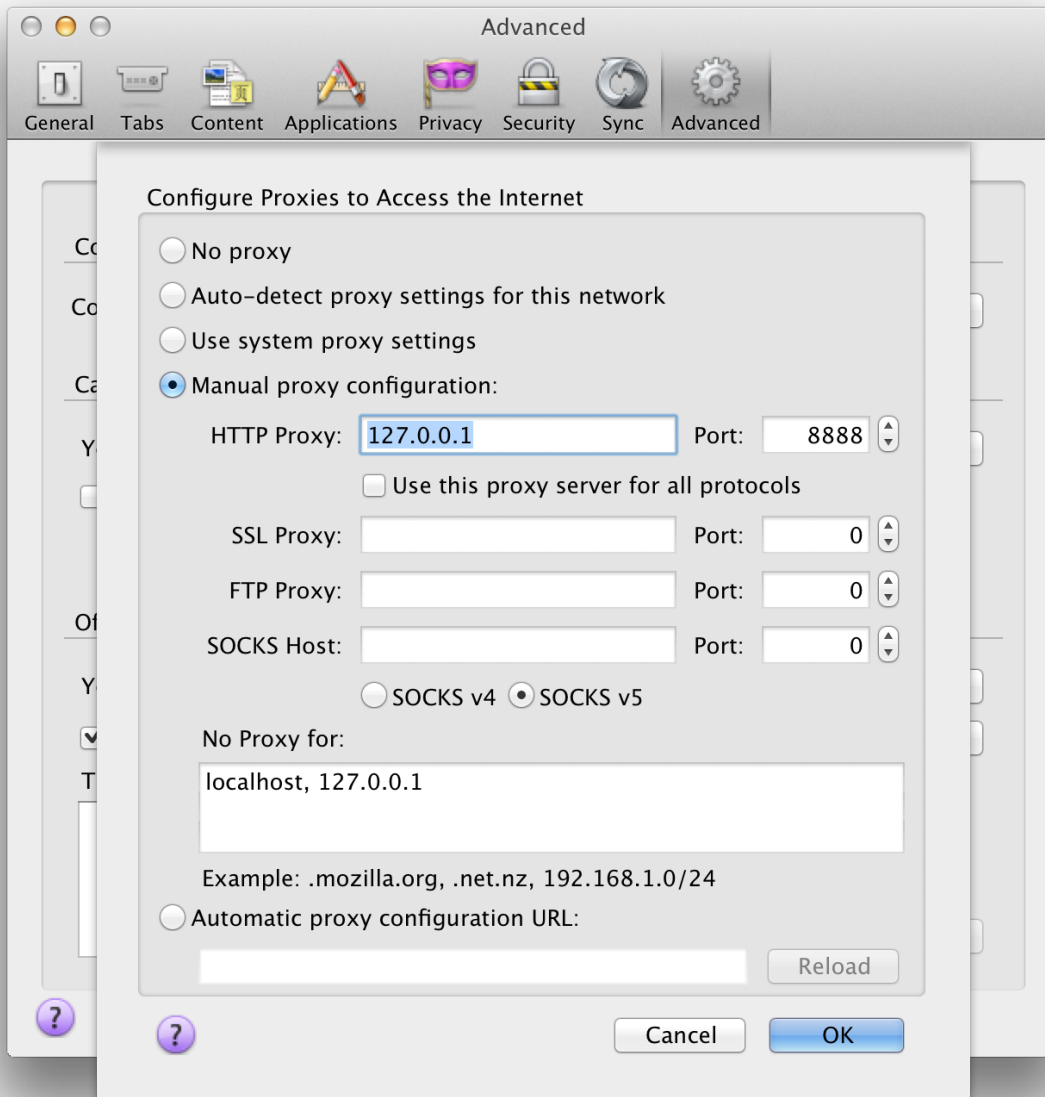 Advanced
General Tabs Content Applications Privacy Security Sync Advanced
Configure Proxies to Access the Internet
No proxy
Auto-detect proxy settings for this network
Use system proxy settings
Manual proxy configuration:
HTTP Proxy: 127.0.0.1 Port: 8888
Use this proxy server for all protocols
SSL Proxy: Port: 0
FTP Proxy: Port: 0
SOCKS Host: Port: 0
SOCKS v4 SOCKS v5
No Proxy for:
localhost, 127.0.0.1
Example: .mozilla.org, .net.nz, 192.168.1.0/24
Automatic proxy configuration URL:
Reload
? ? Cancel OK